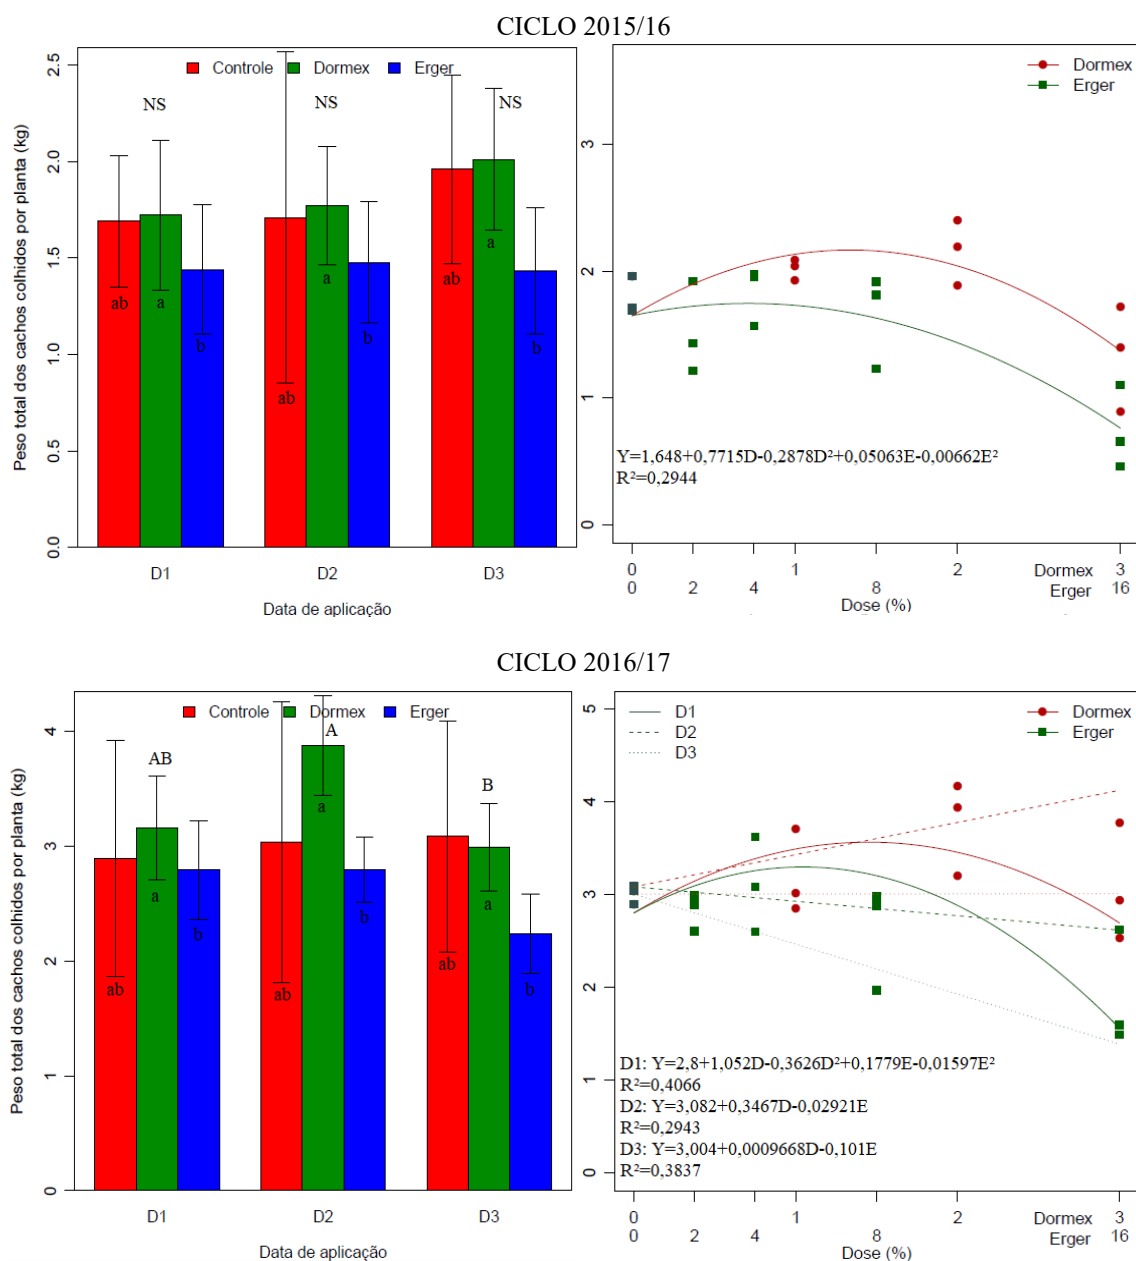 CICLO 2015/16
Controle Dormex Erger
NS NS NS
ab a b ab a b ab a b
Peso total dos cachos colhidos por planta (kg)
0.0 0.5 1.0 1.5 2.0 2.5
D1 D2 D3
Data de aplicação
Dormex
Erger
0 1 2 3
Y=1,648+0,7715D-0,2878D²+0,05063E-0,00662E²
R²=0,2944
0 1 2 Dormex 3
0 2 4 8 Erger 16
Dose (%)
CICLO 2016/17
Controle Dormex Erger
AB A B
ab a b ab a b ab a b
Peso total dos cachos colhidos por planta (kg)
0 1 2 3 4
D1 D2 D3
Data de aplicação
D1
D2
D3
Dormex
Erger
0 1 2 3 4 5
D1: Y=2,8+1,052D-0,3626D²+0,1779E-0,01597E²
R²=0,4066
D2: Y=3,082+0,3467D-0,02921E
R²=0,2943
D3: Y=3,004+0,0009668D-0,101E
R²=0,3837
0 1 2 Dormex 3
0 2 4 8 Erger 16
Dose (%)